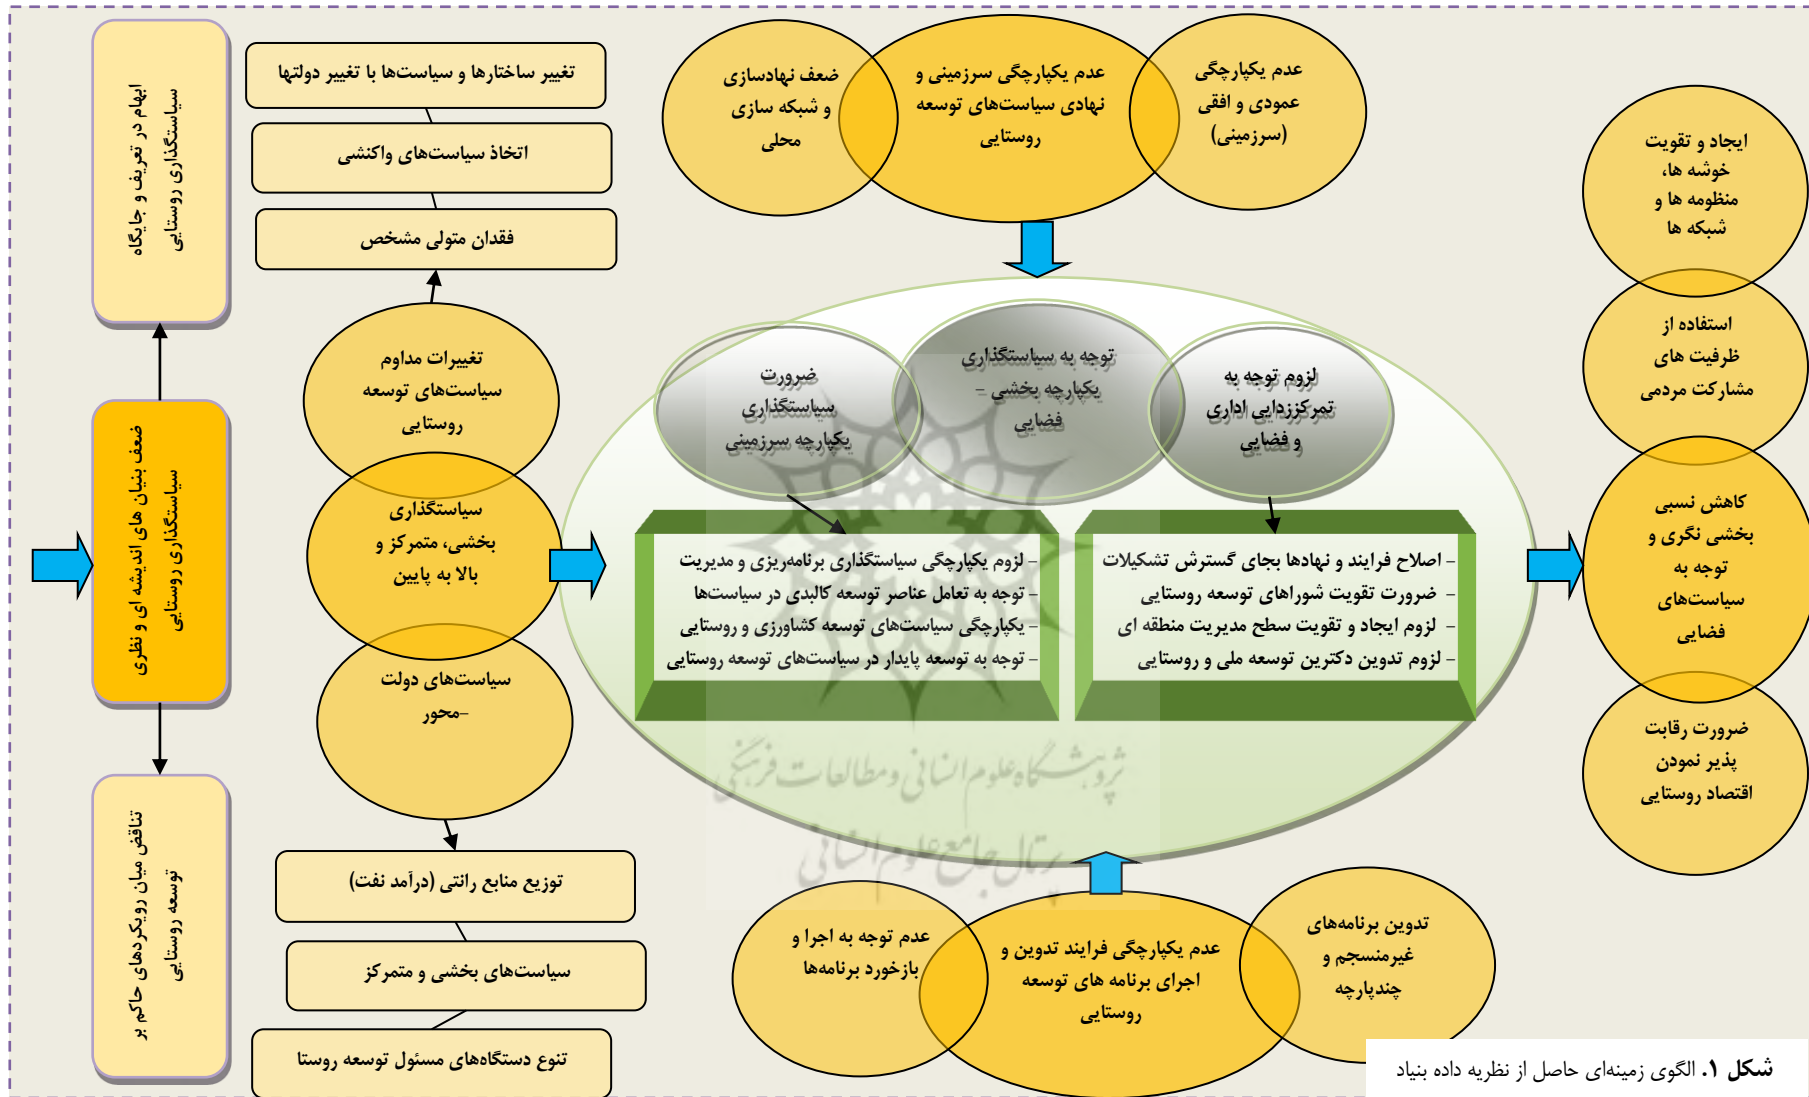 ابهام در تعریف و جایگاه
سیاستگذاری روستایی
ضعف بنیان های اندیشه ای و نظری
سیاستگذاری روستایی
تناقض میان رویکردهای حاکم بر
توسعه روستایی
تغییر ساختارها و سیاست‌ها با تغییر دولتها
اتخاذ سیاست‌های واکنشی
فقدان متولی مشخص
تغییرات مداوم
سیاست‌های توسعه
روستایی
سیاستگذاری
بخشی، متمرکز و
بالا به پایین
سیاست‌های دولت
-محور
توزیع منابع رانتی (درآمد نفت)
سیاست‌های بخشی و متمرکز
تنوع دستگاه‌های مسئول توسعه روستا
ضعف نهادسازی
و شبکه سازی
محلی
عدم یکپارچگی سرزمینی و
نهادی سیاست‌های توسعه
روستایی
عدم یکپارچگی
عمودی و افقی
(سرزمینی)
ضرورت
سیاستگذاری
یکپارچه سرزمینی
توجه به سیاستگذاری
یکپارچه بخشی -
فضایی
لزوم توجه به
تمرکززدایی اداری
و فضایی
- لزوم یکپارچگی سیاستگذاری برنامه‌ریزی و مدیریت
- توجه به تعامل عناصر توسعه کالبدی در سیاست‌ها
- یکپارچگی سیاست‌های توسعه کشاورزی و روستایی
- توجه به توسعه پایدار در سیاست‌های توسعه روستایی
- اصلاح فرایند و نهادها بجای گسترش تشکیلات
- ضرورت تقویت شوراهای توسعه روستایی
- لزوم ایجاد و تقویت سطح مدیریت منطقه ای
- لزوم تدوین دکترین توسعه ملی و روستایی
پژوهشگاه علوم انسانی و مطالعات فرهنگی
پرتال جامع علوم انسانی
عدم توجه به اجرا و
بازخورد برنامه‌ها
عدم یکپارچگی فرایند تدوین و
اجرای برنامه های توسعه
روستایی
تدوین برنامه‌های
غیرمنسجم و
چندپارچه
ایجاد و تقویت
خوشه ها،
منظومه ها و
شبکه ها
استفاده از
ظرفیت های
مشارکت مردمی
کاهش نسبی
بخشی نگری و
توجه به
سیاست‌های
فضایی
ضرورت رقابت
پذیر نمودن
اقتصاد روستایی
شکل ۱. الگوی زمینه‌ای حاصل از نظریه داده بنیاد